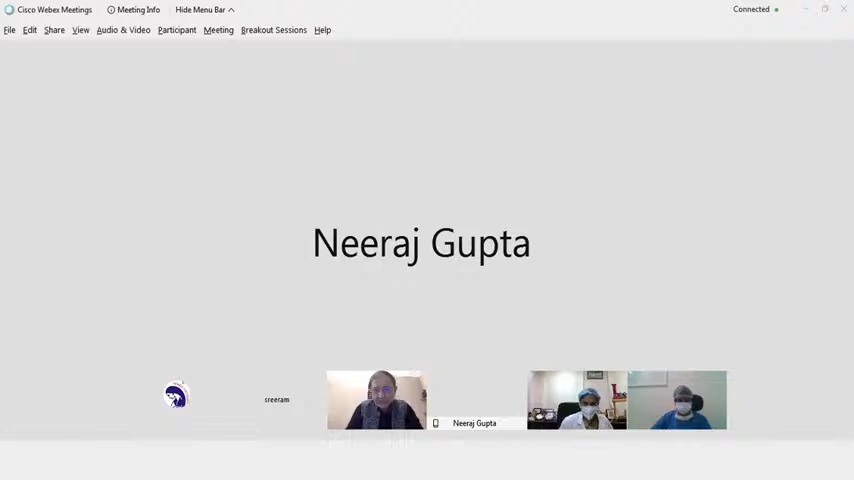 Cisco Webex Meetings Meeting Info Hide Menu Bar Connected
File Edit Share View Audio & Video Participant Meeting Breakout Sessions Help
Neeraj Gupta
sreeram
Neeraj Gupta